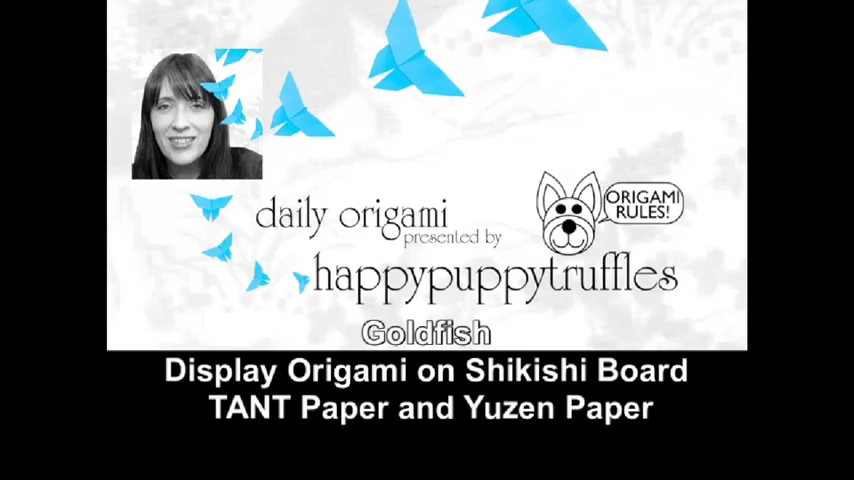 ORIGAMI
RULES!
daily origami
presented by
happypuppytruffles
Goldfish
Display Origami on Shikishi Board
TANT Paper and Yuzen Paper